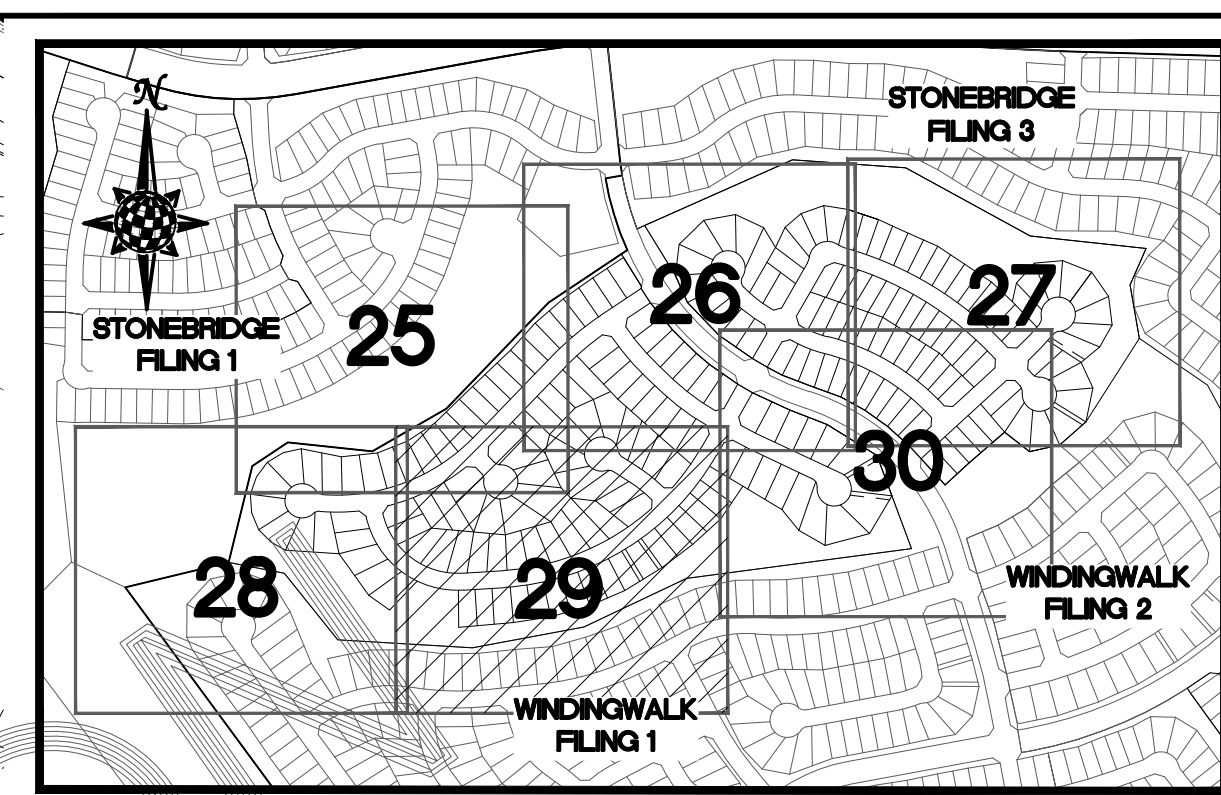 N
STONEBRIDGE
FILING 3
26
27
25
STONEBRIDGE
FILING 1
30
28
29
WINDINGWALK
FILING 2
WINDINGWALK
FILING 1